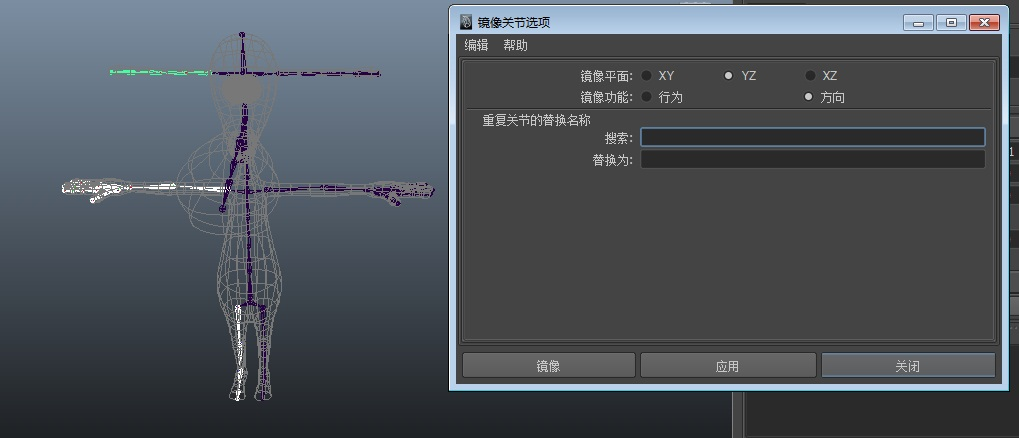 镜像关节选项
编辑 帮助
镜像平面: XY YZ XZ
镜像功能: 行为 方向
重复关节的替换名称
搜索:
替换为:
镜像 应用 关闭
1